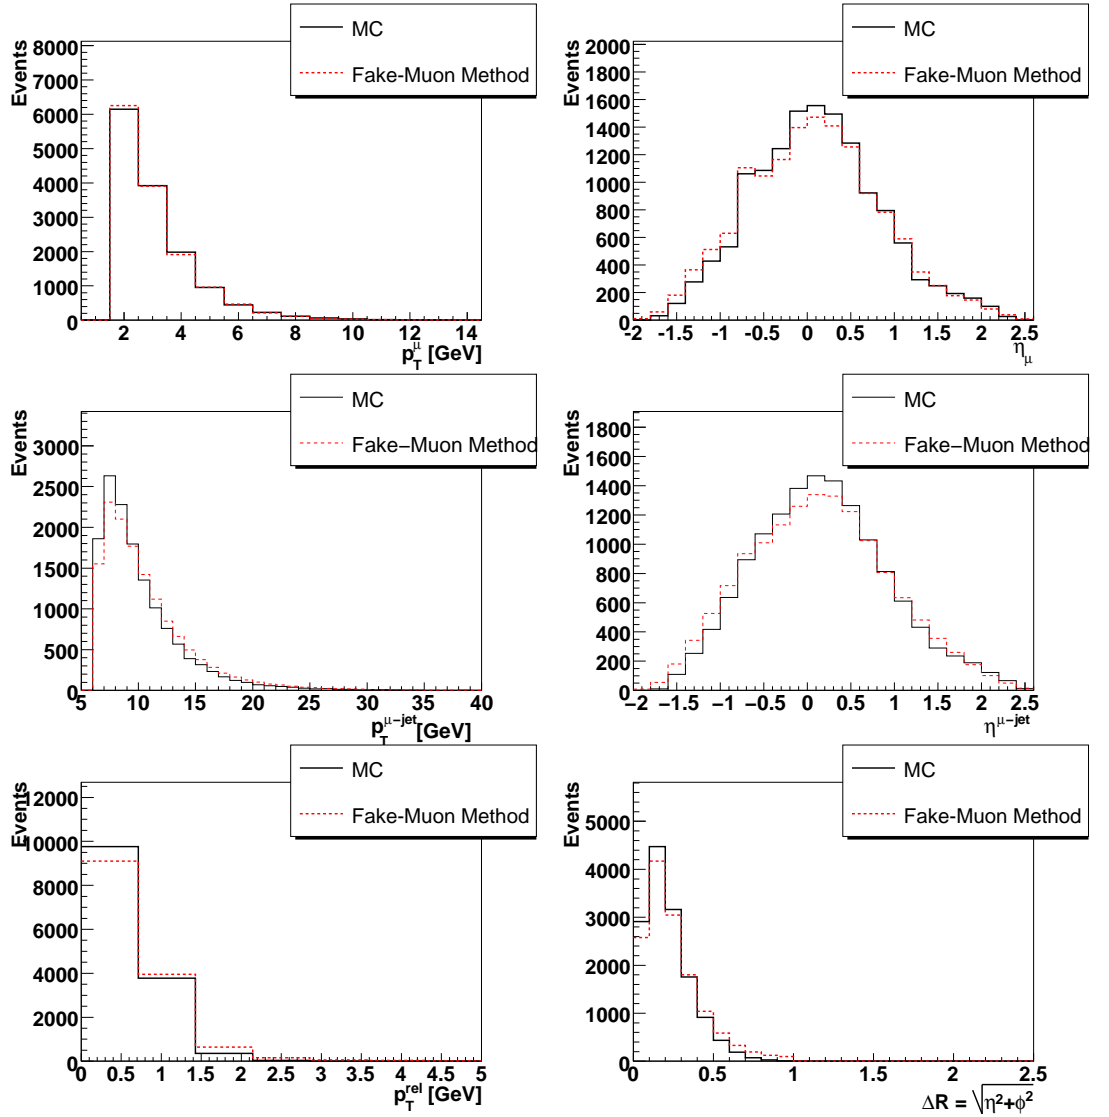 MC
Fake-Muon Method
Events
8000
7000
6000
5000
4000
3000
2000
1000
0
2 4 6 8 10 12 14
p_T^μ [GeV]
MC
Fake-Muon Method
Events
2000
1800
1600
1400
1200
1000
800
600
400
200
0
-2 -1.5 -1 -0.5 0 0.5 1 1.5 2 2.5
η_μ
MC
Fake−Muon Method
Events
3000
2500
2000
1500
1000
500
0
5 10 15 20 25 30 35 40
p_T^{μ−jet} [GeV]
MC
Fake−Muon Method
Events
1800
1600
1400
1200
1000
800
600
400
200
0
−2 −1.5 −1 −0.5 0 0.5 1 1.5 2 2.5
η^{μ−jet}
MC
Fake-Muon Method
Events
12000
10000
8000
6000
4000
2000
0
0 0.5 1 1.5 2 2.5 3 3.5 4 4.5 5
p_T^{rel} [GeV]
MC
Fake-Muon Method
Events
5000
4000
3000
2000
1000
0
0 0.5 1 1.5 2 2.5
ΔR = √η²+φ²